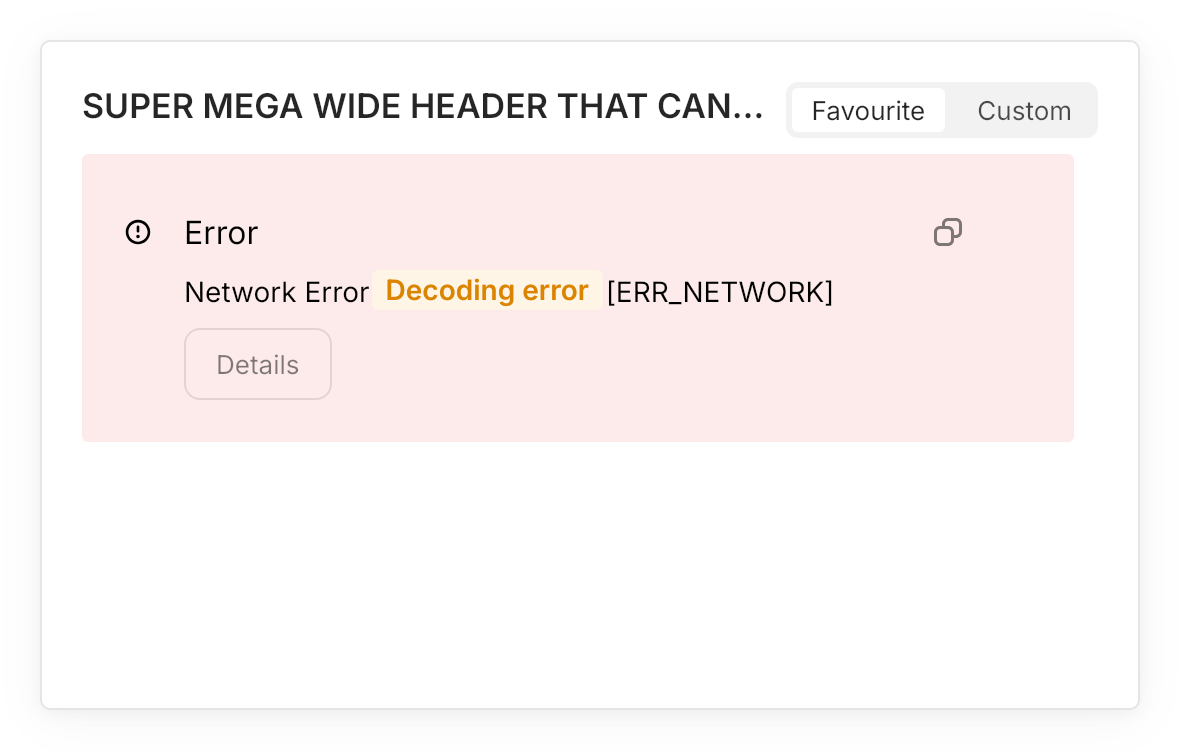 SUPER MEGA WIDE HEADER THAT CAN... Favourite Custom
Error
Network Error Decoding error [ERR_NETWORK]
Details